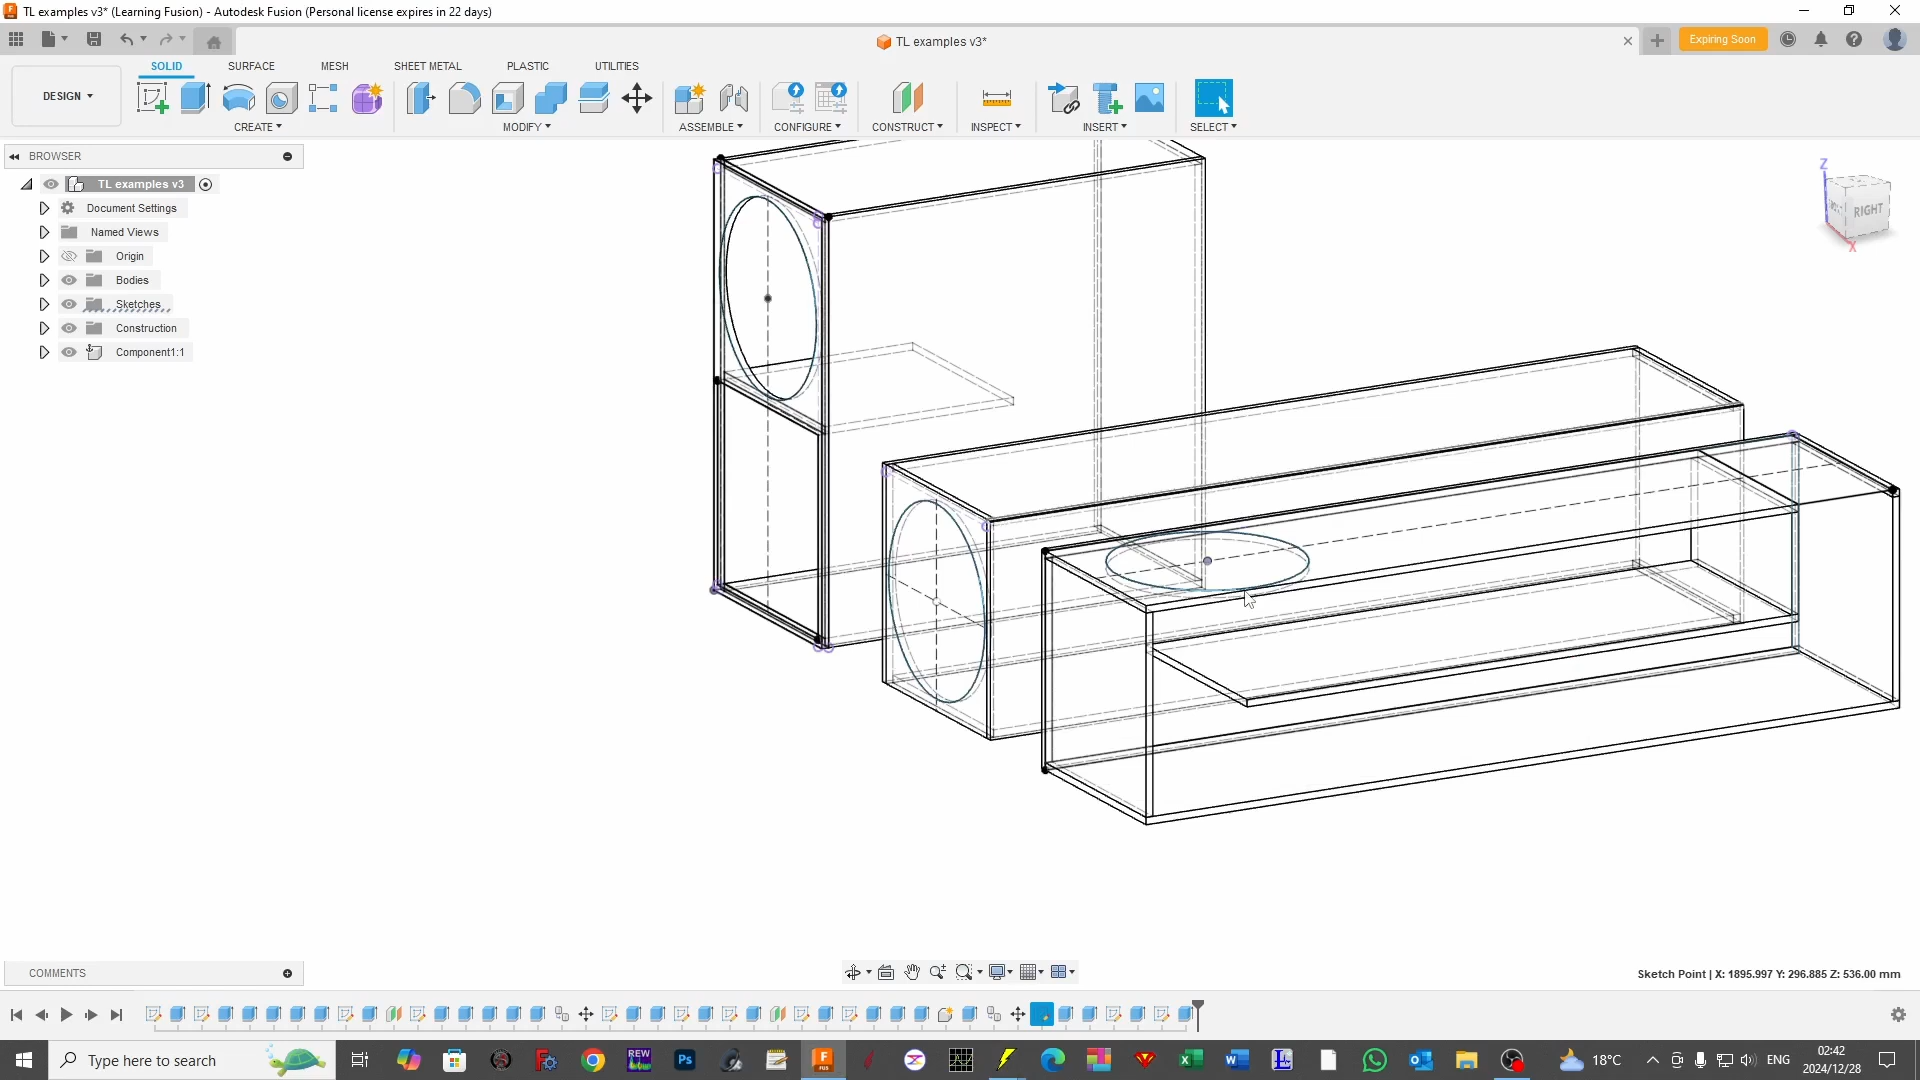 TL examples v3* (Learning Fusion) - Autodesk Fusion (Personal license expires in 22 days)
TL examples v3*
Expiring Soon
SOLID SURFACE MESH SHEET METAL PLASTIC UTILITIES
DESIGN
CREATE MODIFY ASSEMBLE CONFIGURE CONSTRUCT INSPECT INSERT SELECT
BROWSER
TL examples v3
Document Settings
Named Views
Origin
Bodies
Sketches
Construction
Component1:1
Z
RIGHT
X
COMMENTS
Sketch Point | X: 1895.997 Y: 296.885 Z: 536.00 mm
Type here to search
REW
Ps
F
FUS
18°C
ENG
02:42
2024/12/28